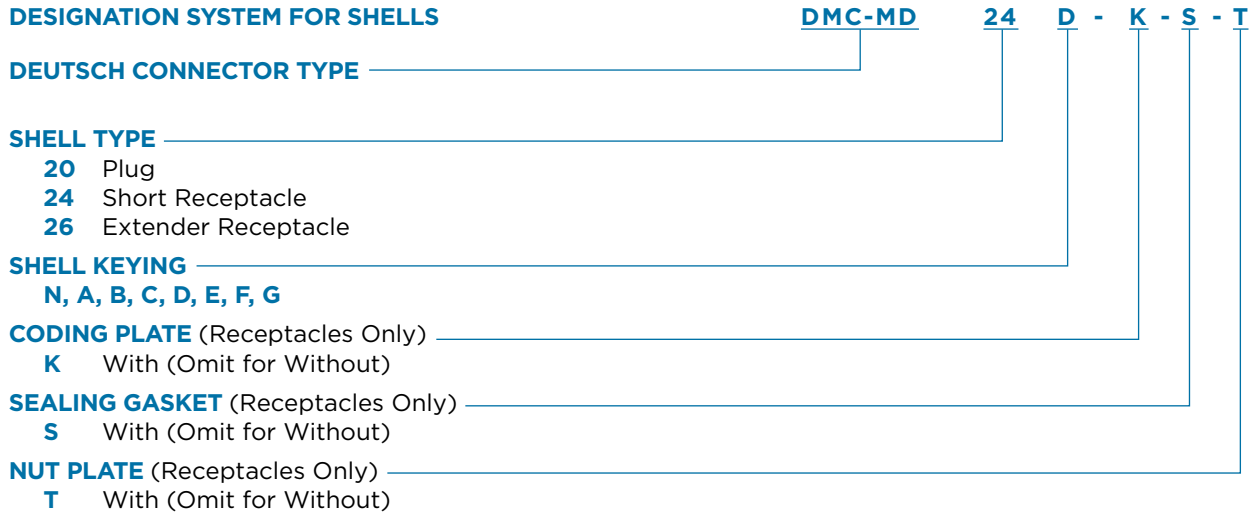 DESIGNATION SYSTEM FOR SHELLS DMC-MD 24 D - K - S - T
DEUTSCH CONNECTOR TYPE
SHELL TYPE
20 Plug
24 Short Receptacle
26 Extender Receptacle
SHELL KEYING
N, A, B, C, D, E, F, G
CODING PLATE (Receptacles Only)
K With (Omit for Without)
SEALING GASKET (Receptacles Only)
S With (Omit for Without)
NUT PLATE (Receptacles Only)
T With (Omit for Without)